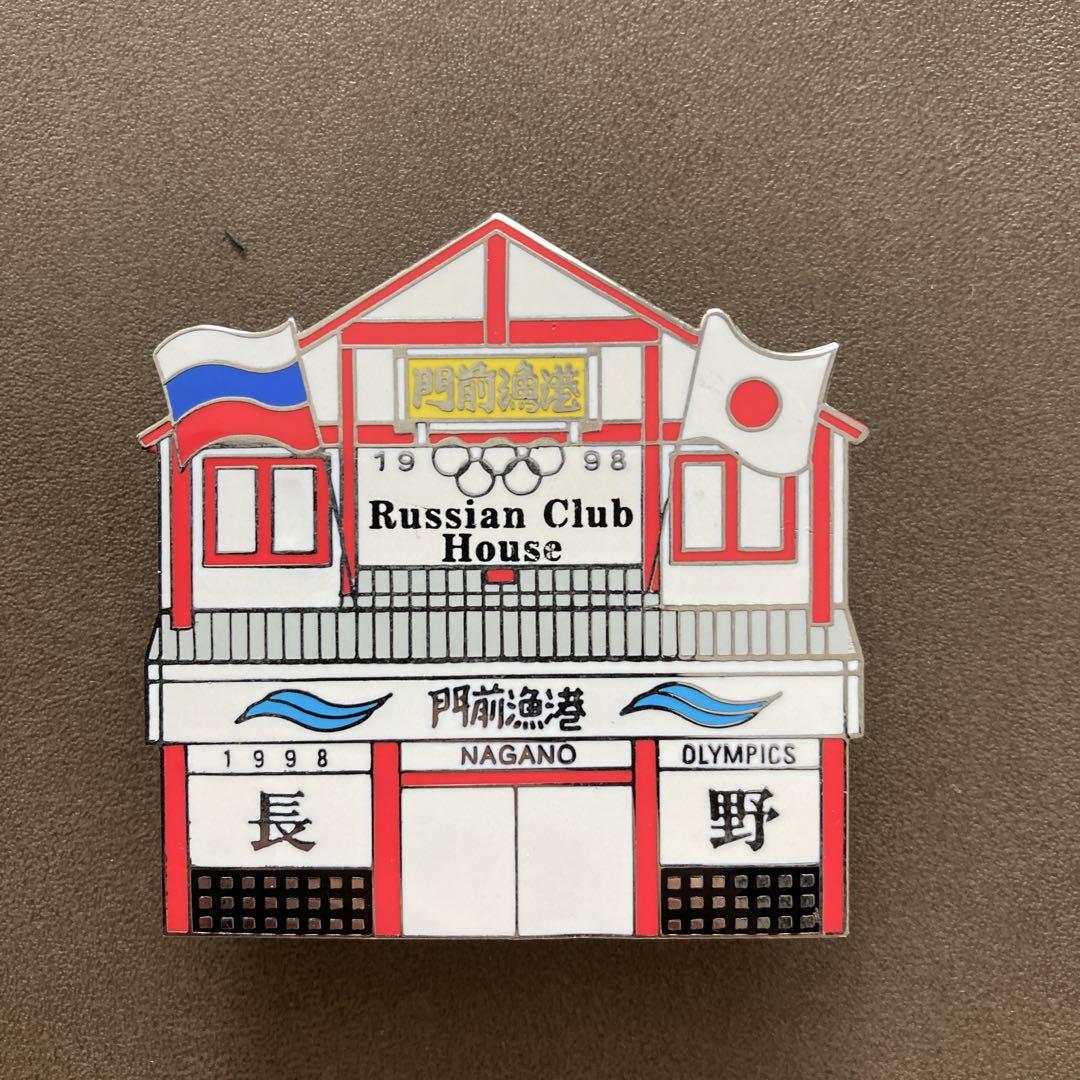 門前漁港
19 98
Russian Club
House
門前漁港
1998 NAGANO OLYMPICS
長 野